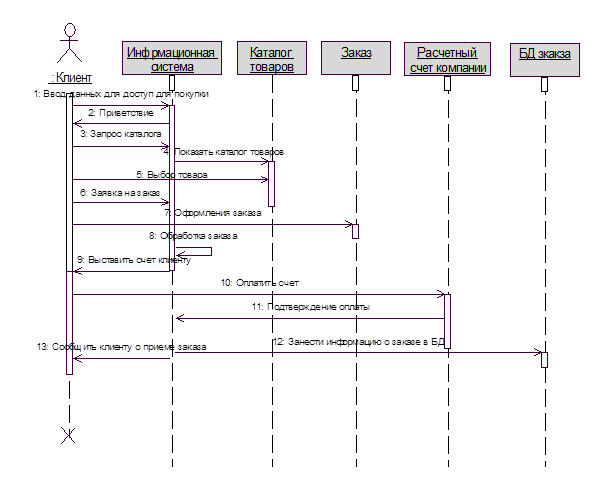 Инфрмационная
система
Каталог
товаров
Заказ
Расчетный
счет компании
БД зкакза
: Клиент
1: Ввод данных для доступ для покупки
2: Приветствие
3: Запрос каталога
4: Показать каталог товаров
5: Выбор товара
6: Заявка на заказ
7: Оформления заказа
8: Обработка заказа
9: Выставить счет клиенту
10: Оплатить счет
11: Подтверждение оплаты
12: Занести информацию о заказе в БД
13: Сообщить клиенту о приеме заказа